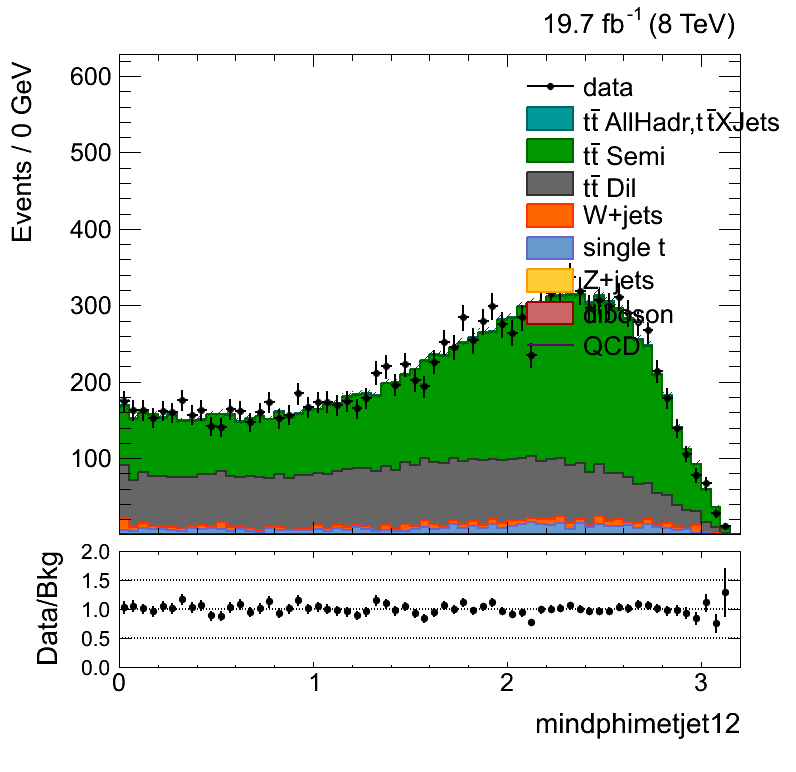 19.7 fb⁻¹ (8 TeV)
Events / 0 GeV
600
500
400
300
200
100
data
tt̄ AllHadr,tt̄XJets
tt̄ Semi
tt̄ Dil
W+jets
single t
Z+jets
diboson
QCD
Data/Bkg
2.0
1.5
1.0
0.5
0.0
0 1 2 3
mindphimetjet12